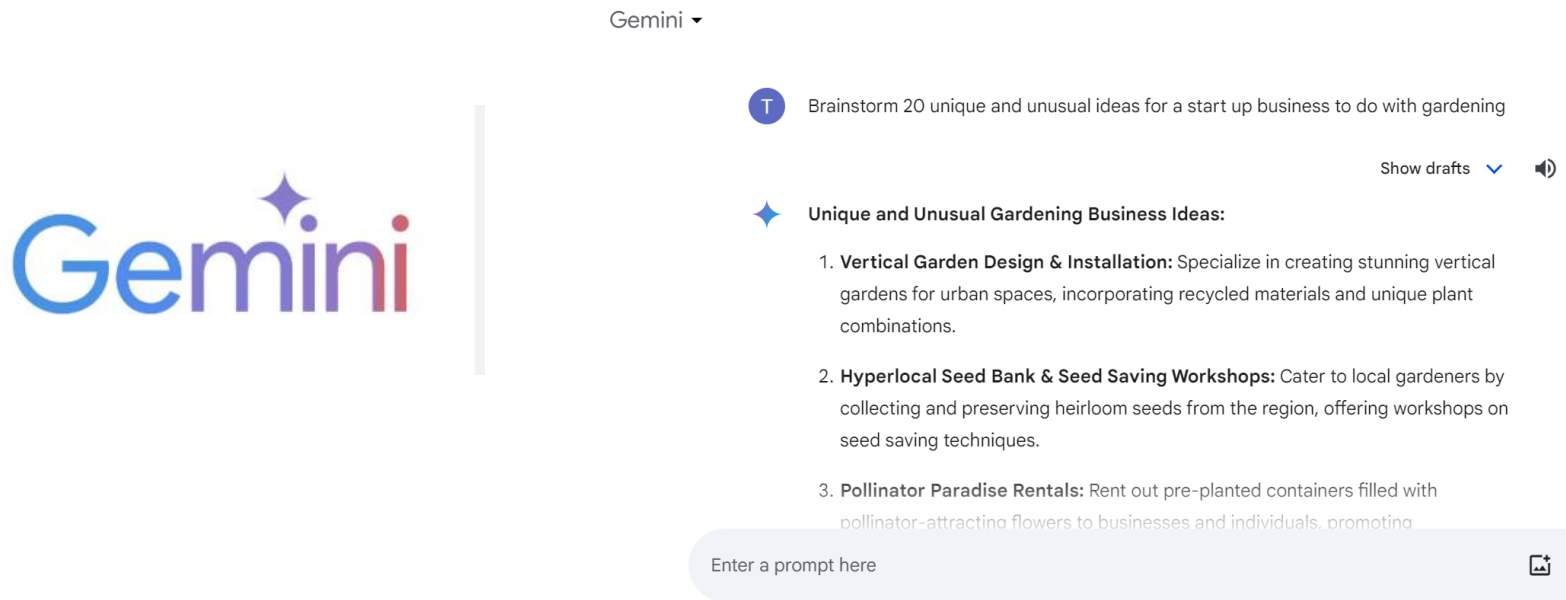 Gemini
Gemini
T
Brainstorm 20 unique and unusual ideas for a start up business to do with gardening
Show drafts
Unique and Unusual Gardening Business Ideas:
1. Vertical Garden Design & Installation: Specialize in creating stunning vertical
gardens for urban spaces, incorporating recycled materials and unique plant
combinations.
2. Hyperlocal Seed Bank & Seed Saving Workshops: Cater to local gardeners by
collecting and preserving heirloom seeds from the region, offering workshops on
seed saving techniques.
3. Pollinator Paradise Rentals: Rent out pre-planted containers filled with
pollinator-attracting flowers to businesses and individuals, promoting
Enter a prompt here